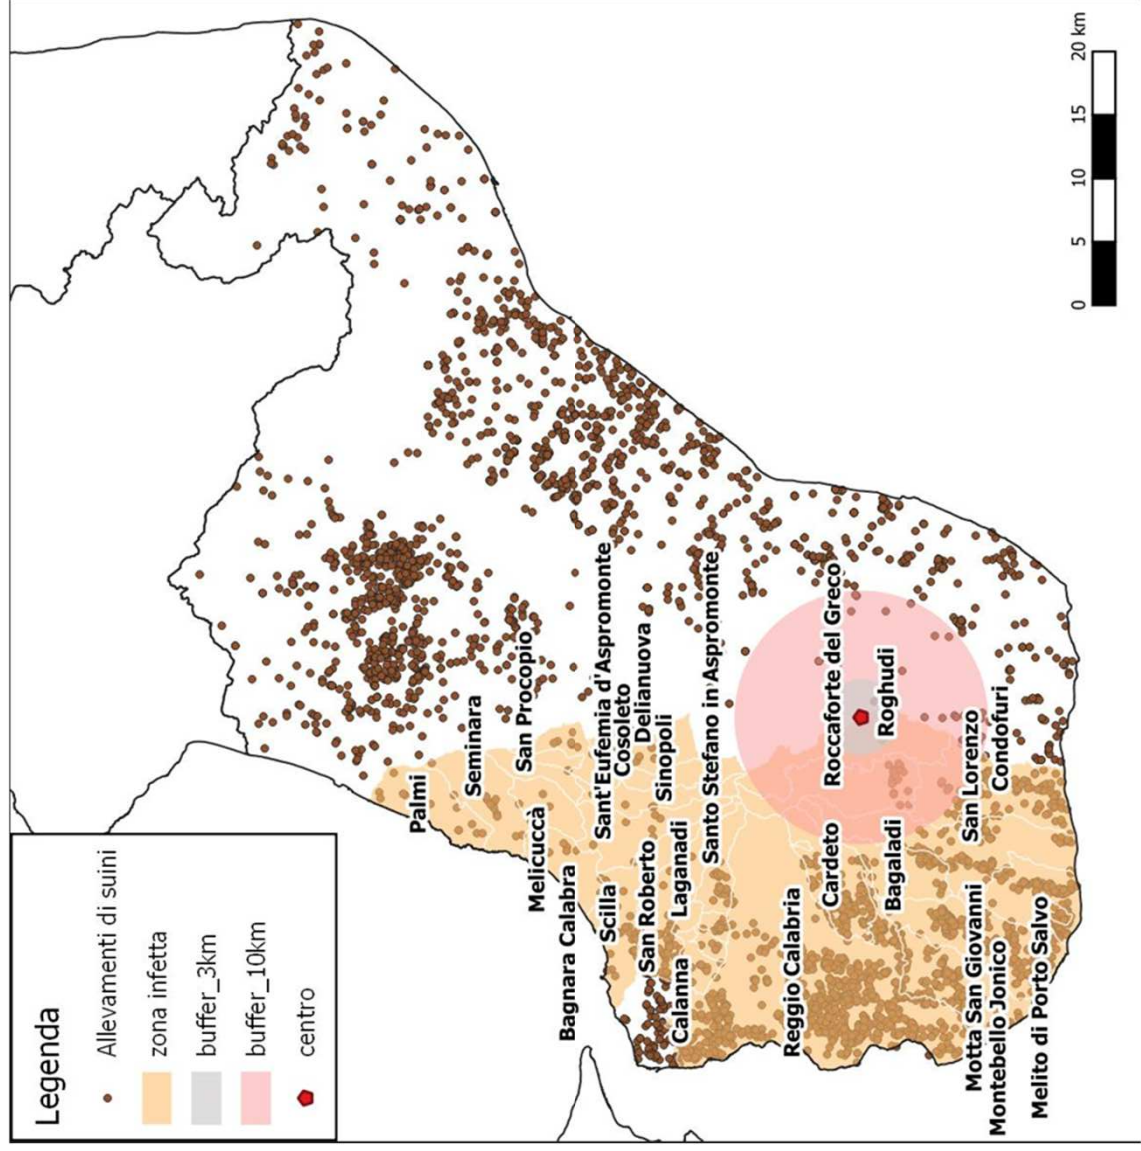 Legenda
Allevamenti di suini
zona infetta
buffer_3km
buffer_10km
centro
Palmi
Seminara
San Procopio
Melicuccà
Bagnara Calabra
Sant'Eufemia d'Aspromonte
Scilla
Cosoleto
Delianuova
San Roberto
Sinopoli
Laganadi
Calanna
Santo Stefano in Aspromonte
Reggio Calabria
Roccaforte del Greco
Cardeto
Roghudi
Bagaladi
San Lorenzo
Motta San Giovanni
Condofuri
Montebello Jonico
Melito di Porto Salvo
0 5 10 15 20 km